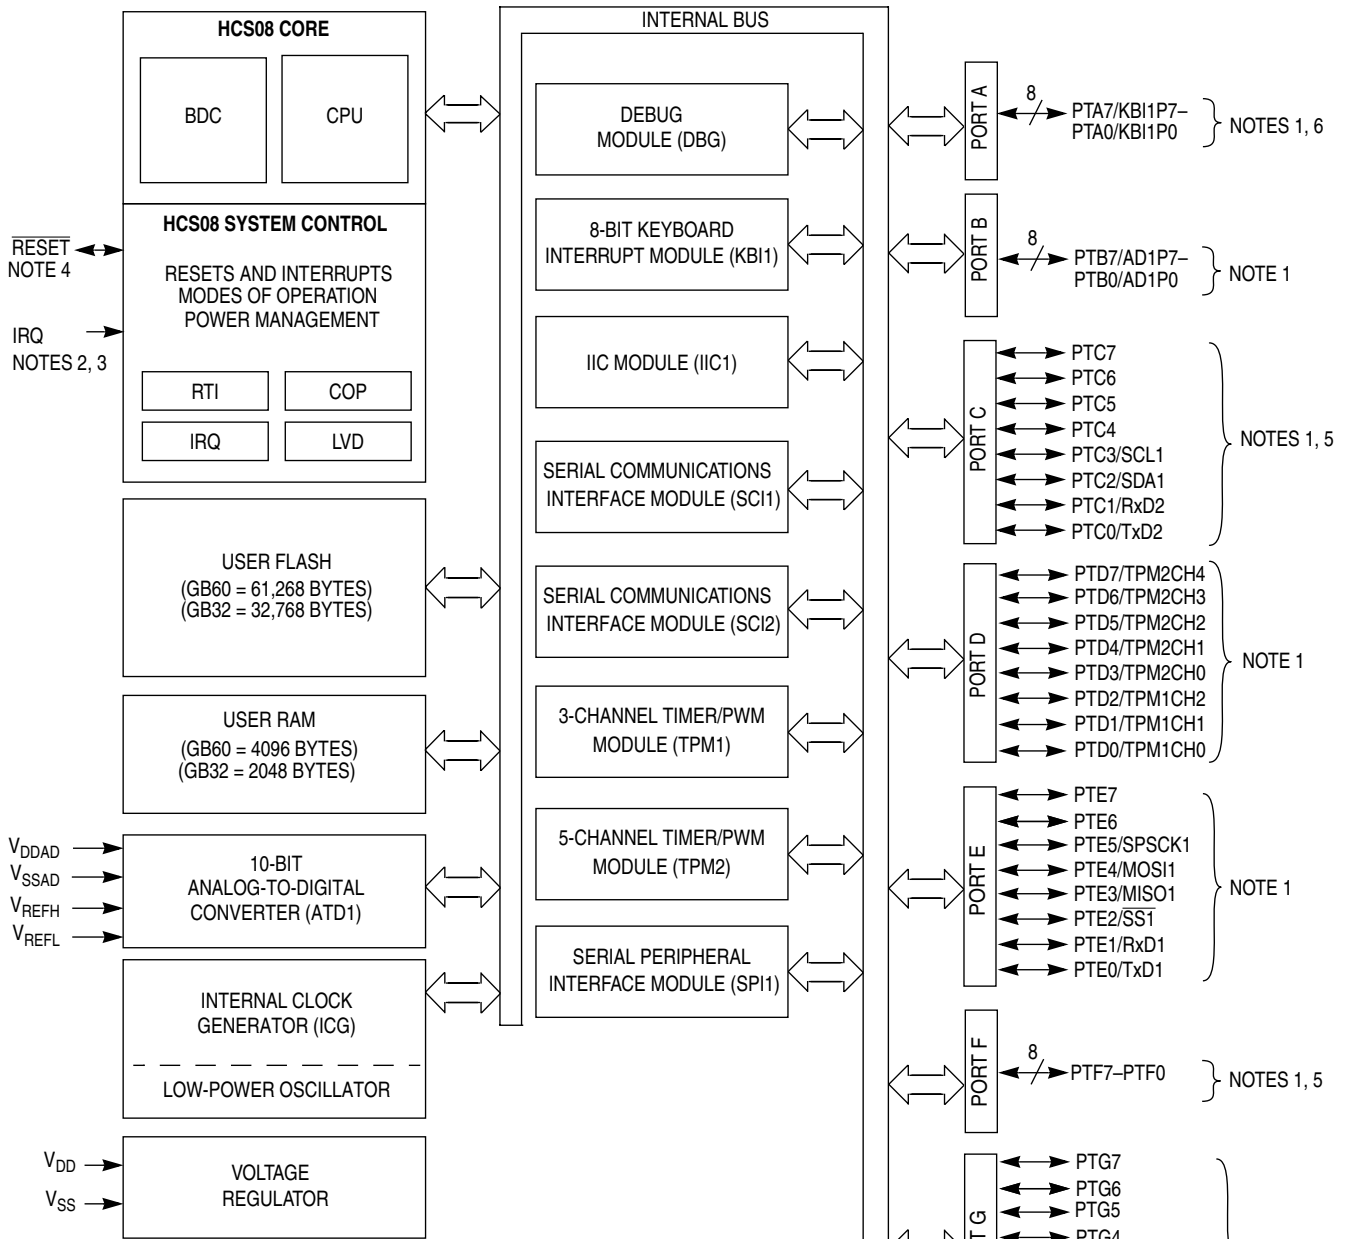 INTERNAL BUS
HCS08 CORE
BDC
CPU
HCS08 SYSTEM CONTROL
RESETS AND INTERRUPTS
MODES OF OPERATION
POWER MANAGEMENT
RTI
COP
IRQ
LVD
RESET
NOTE 4
IRQ
NOTES 2, 3
USER FLASH
(GB60 = 61,268 BYTES)
(GB32 = 32,768 BYTES)
USER RAM
(GB60 = 4096 BYTES)
(GB32 = 2048 BYTES)
VDDAD
VSSAD
VREFH
VREFL
10-BIT
ANALOG-TO-DIGITAL
CONVERTER (ATD1)
INTERNAL CLOCK
GENERATOR (ICG)
LOW-POWER OSCILLATOR
VDD
VSS
VOLTAGE
REGULATOR
DEBUG
MODULE (DBG)
8-BIT KEYBOARD
INTERRUPT MODULE (KBI1)
IIC MODULE (IIC1)
SERIAL COMMUNICATIONS
INTERFACE MODULE (SCI1)
SERIAL COMMUNICATIONS
INTERFACE MODULE (SCI2)
3-CHANNEL TIMER/PWM
MODULE (TPM1)
5-CHANNEL TIMER/PWM
MODULE (TPM2)
SERIAL PERIPHERAL
INTERFACE MODULE (SPI1)
PORT A
8
PTA7/KBI1P7–
PTA0/KBI1P0
NOTES 1, 6
PORT B
8
PTB7/AD1P7–
PTB0/AD1P0
NOTE 1
PORT C
PTC7
PTC6
PTC5
PTC4
PTC3/SCL1
PTC2/SDA1
PTC1/RxD2
PTC0/TxD2
NOTES 1, 5
PORT D
PTD7/TPM2CH4
PTD6/TPM2CH3
PTD5/TPM2CH2
PTD4/TPM2CH1
PTD3/TPM2CH0
PTD2/TPM1CH2
PTD1/TPM1CH1
PTD0/TPM1CH0
NOTE 1
PORT E
PTE7
PTE6
PTE5/SPSCK1
PTE4/MOSI1
PTE3/MISO1
PTE2/SS1
PTE1/RxD1
PTE0/TxD1
NOTE 1
PORT F
8
PTF7–PTF0
NOTES 1, 5
T G
PTG7
PTG6
PTG5
PTG4